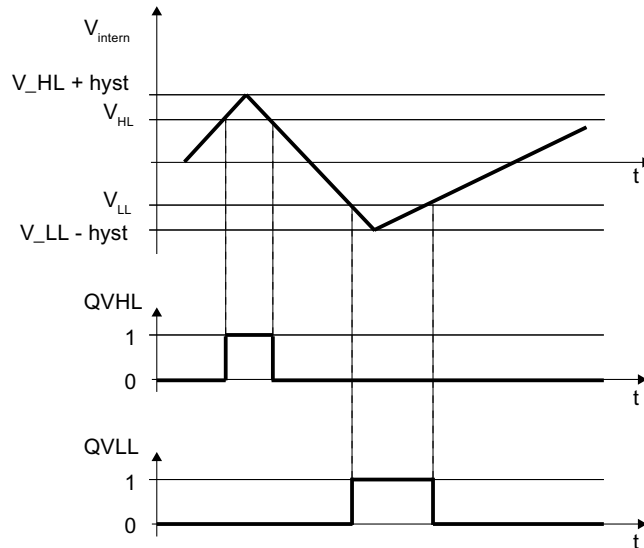 V_intern
V_HL + hyst
V_HL
t
V_LL
V_LL - hyst
QVHL
1
0
t
QVLL
1
0
t